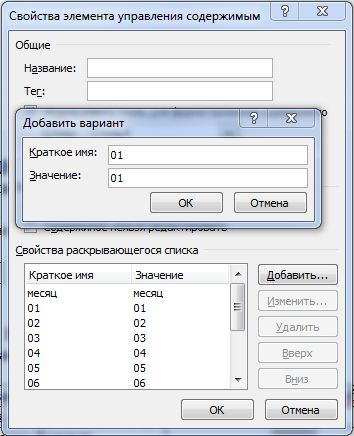 Свойства элемента управления содержимым
Общие
Название:
Тег:
Добавить вариант
Краткое имя: 01
Значение: 01
ОК Отмена
Содержимое нельзя редактировать
Свойства раскрывающегося списка
Краткое имя Значение
месяц месяц
01 01
02 02
03 03
04 04
05 05
06 06
Добавить...
Изменить...
Удалить
Вверх
Вниз
ОК Отмена